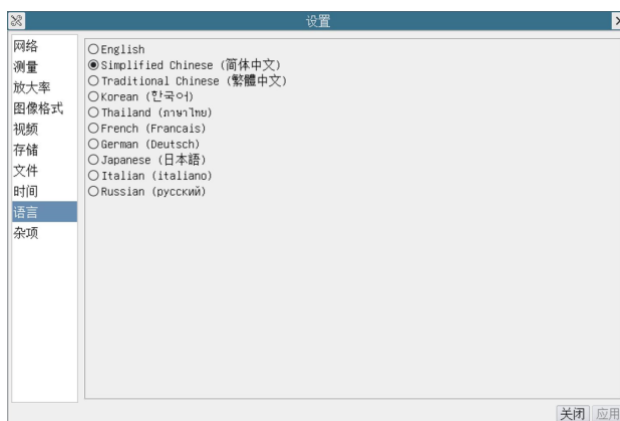 设置
网络
测量
放大率
图像格式
视频
存储
文件
时间
语言
杂项
English
Simplified Chinese (简体中文)
Traditional Chinese (繁體中文)
Korean (한국어)
Thailand (ภาษาไทย)
French (Francais)
German (Deutsch)
Japanese (日本語)
Italian (italiano)
Russian (русский)
关闭
应用